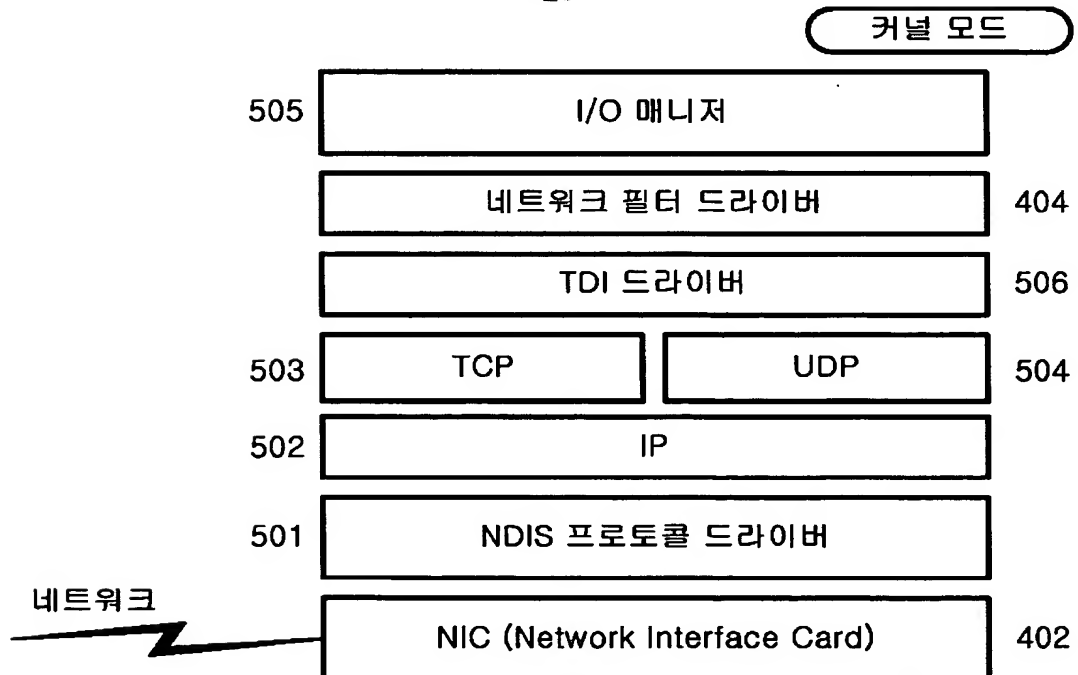 커널 모드
505 I/O 매니저
네트워크 필터 드라이버 404
TDI 드라이버 506
503 TCP UDP 504
502 IP
501 NDIS 프로토콜 드라이버
네트워크
NIC (Network Interface Card) 402